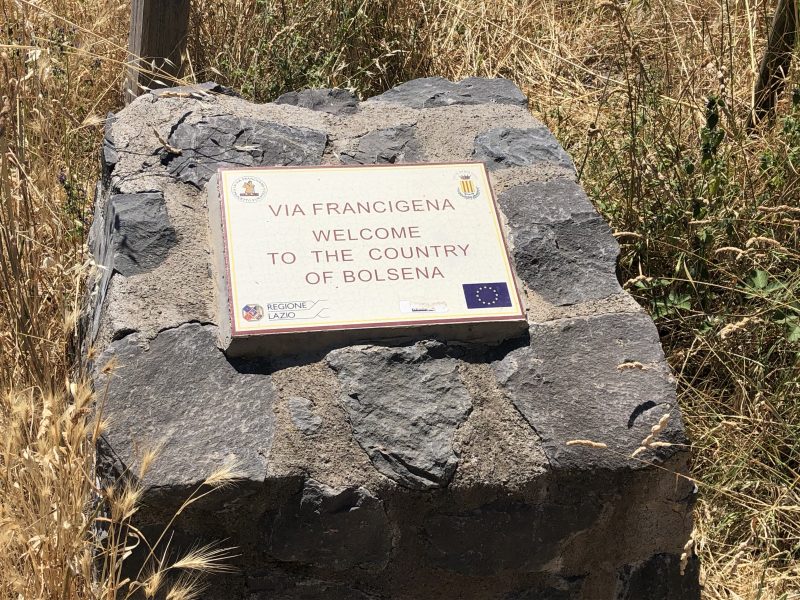 VIA FRANCIGENA
WELCOME
TO THE COUNTRY
OF BOLSENA
REGIONE
LAZIO